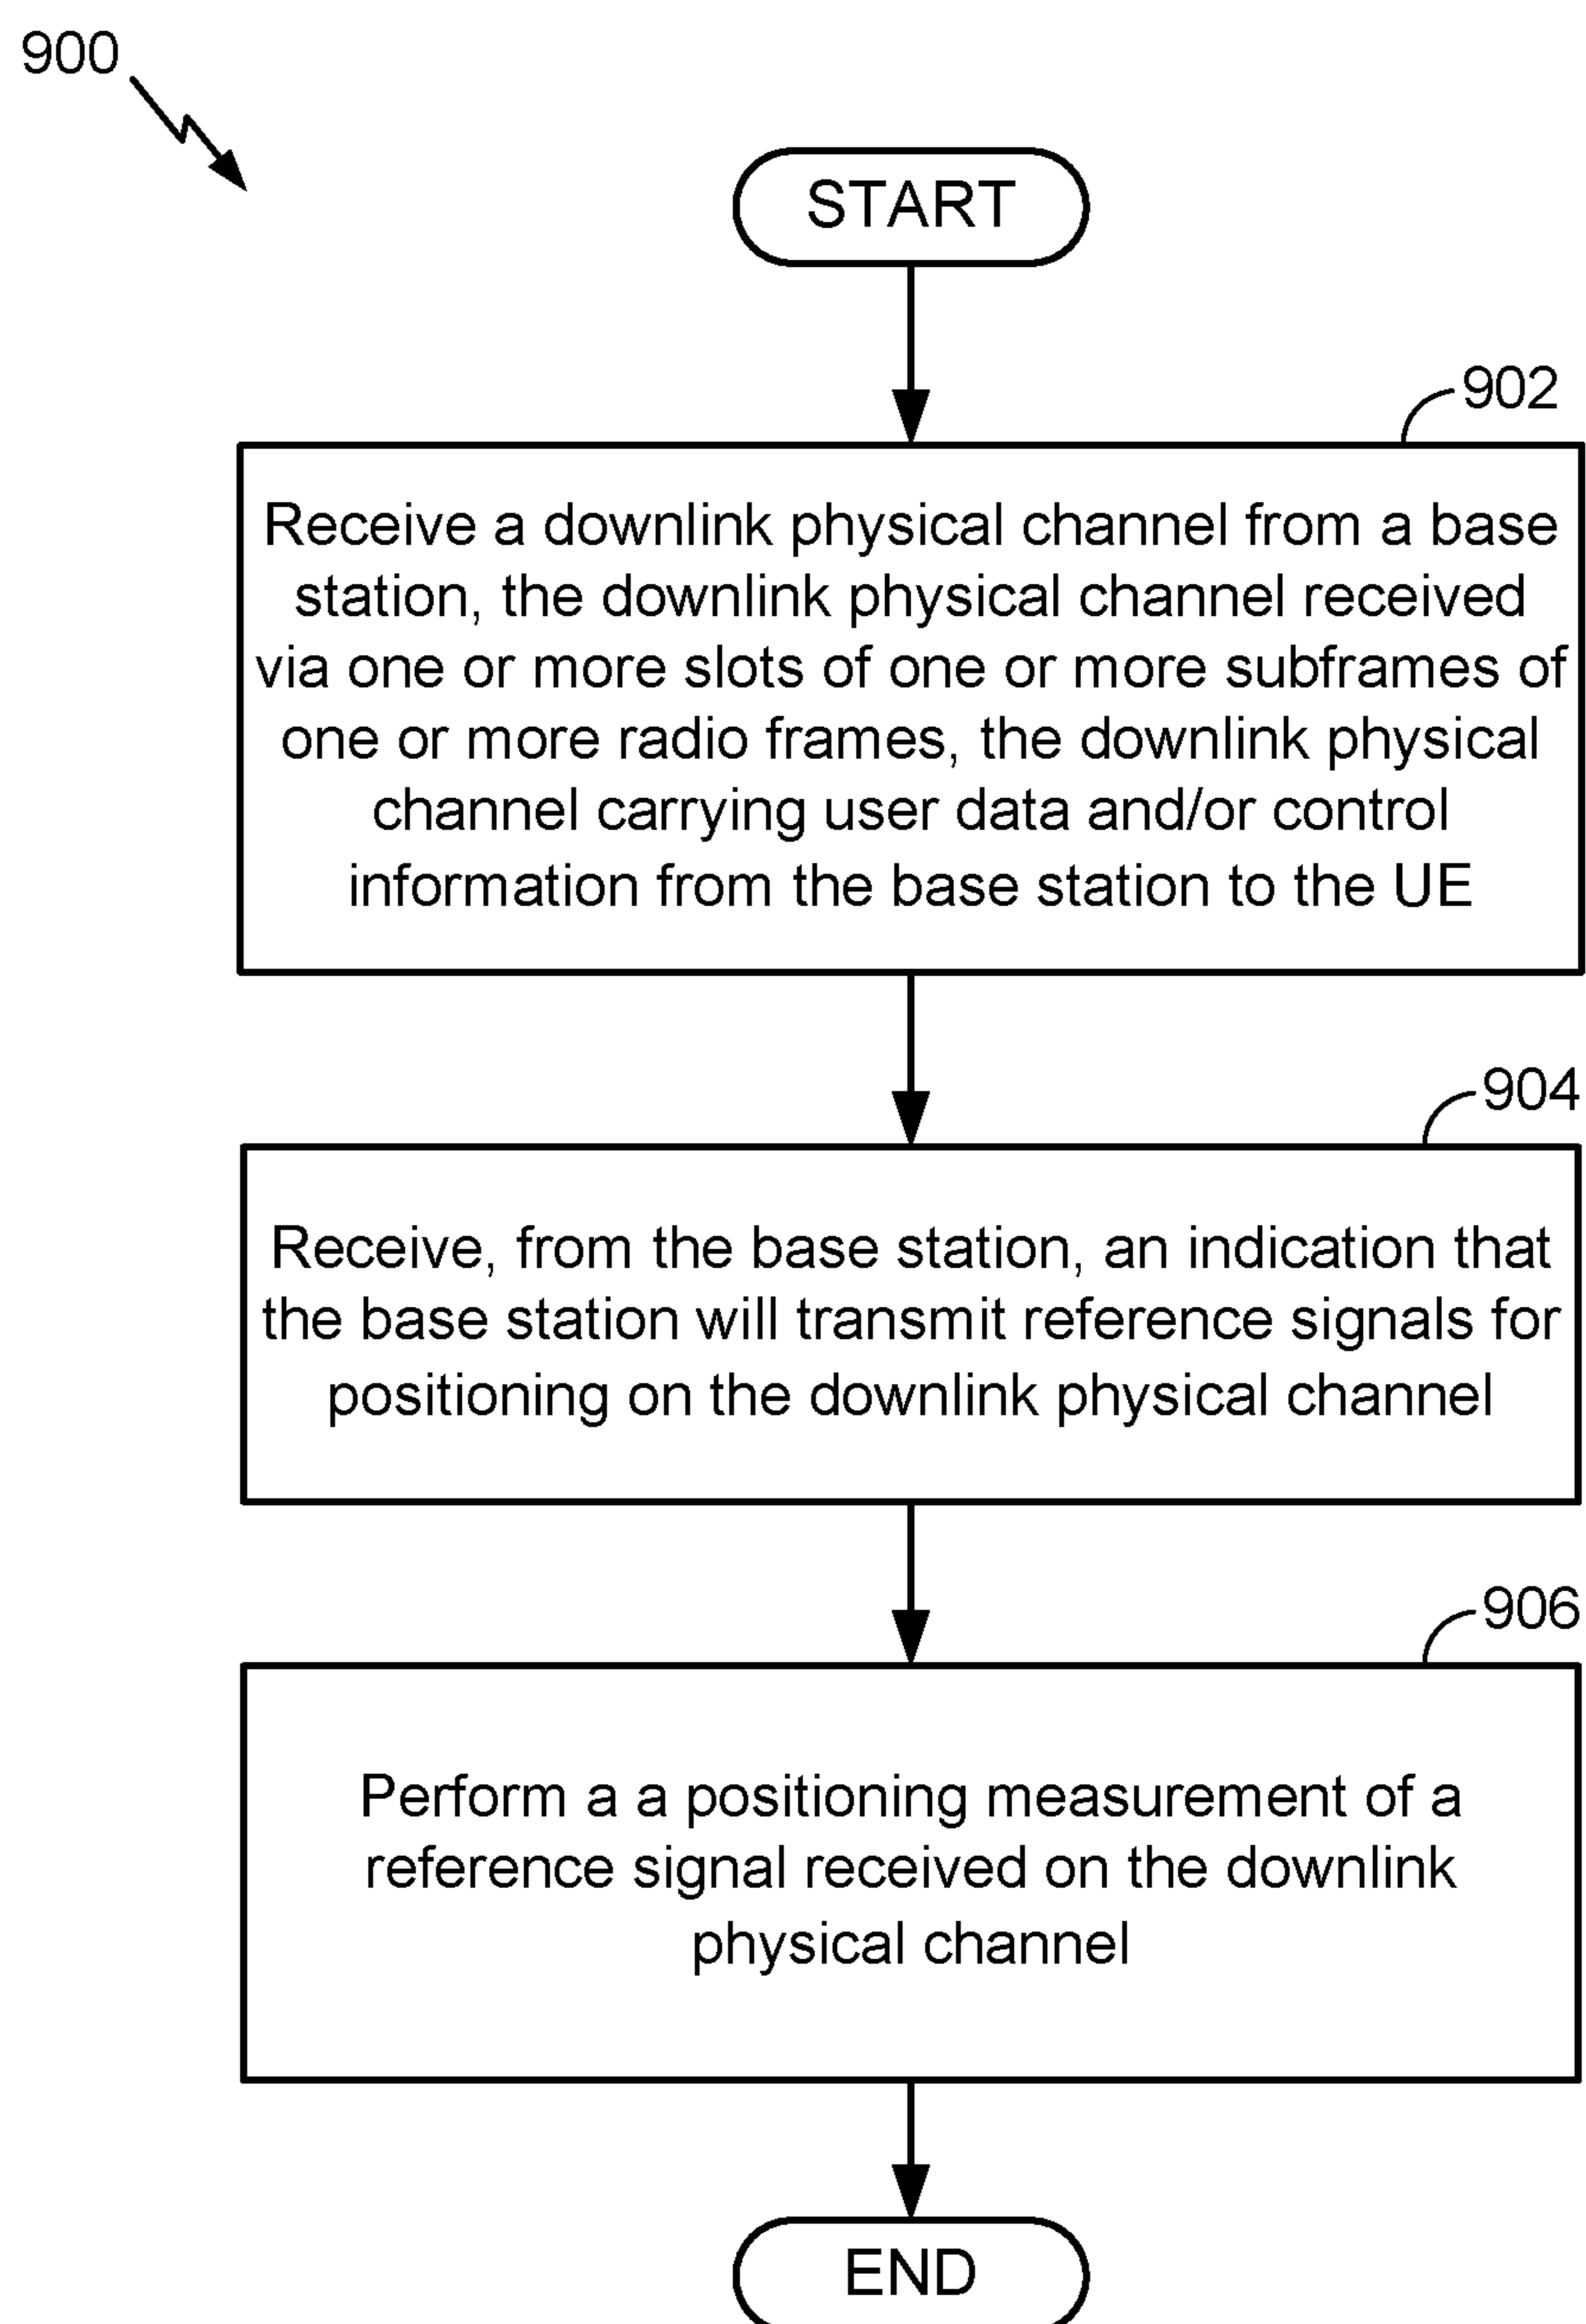 900
START
902
Receive a downlink physical channel from a base
station, the downlink physical channel received
via one or more slots of one or more subframes of
one or more radio frames, the downlink physical
channel carrying user data and/or control
information from the base station to the UE
904
Receive, from the base station, an indication that
the base station will transmit reference signals for
positioning on the downlink physical channel
906
Perform a a positioning measurement of a
reference signal received on the downlink
physical channel
END